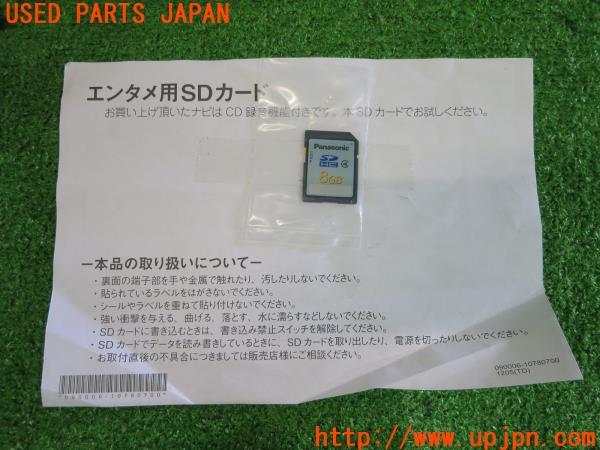 USED PARTS JAPAN
エンタメ用SDカード
お買い上げ頂いたナビはCD録音機能付きです。本SDカードでお試しください。
Panasonic
SD
HC
④
8GB
ー本品の取り扱いについてー
・裏面の端子部を手や金属で触れたり、汚したりしないでください。
・貼られているラベルをはがさないでください。
・シールやラベルを重ねて貼り付けないでください。
・強い衝撃を与える、曲げる、落とす、水に濡らすなどしないでください。
・SDカードに書き込むときは、書き込み禁止スイッチを解除してください。
・SDカードでデータを読み書きしているときに、SDカードを取り出したり、電源を切ったりしないでください。
・お取付直後の不具合につきましては販売店様にご相談ください。
*090006-10780700*
090006-10780700
1205(TD)
http://www.upjpn.com